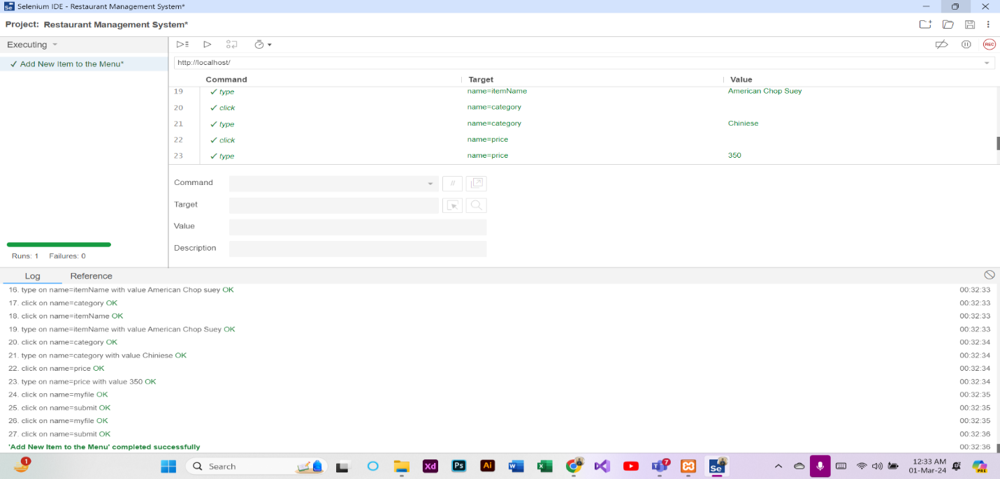 Selenium IDE - Restaurant Management System*
Project: Restaurant Management System*
Executing
✓ Add New Item to the Menu*
http://localhost/
Command Target Value
19 ✓ type name=itemName American Chop Suey
20 ✓ click name=category
21 ✓ type name=category Chiniese
22 ✓ click name=price
23 ✓ type name=price 350
Command //
Target
Value
Description
Runs: 1 Failures: 0
Log Reference
16. type on name=itemName with value American Chop suey OK 00:32:33
17. click on name=category OK 00:32:33
18. click on name=itemName OK 00:32:33
19. type on name=itemName with value American Chop Suey OK 00:32:33
20. click on name=category OK 00:32:34
21. type on name=category with value Chiniese OK 00:32:34
22. click on name=price OK 00:32:34
23. type on name=price with value 350 OK 00:32:34
24. click on name=myfile OK 00:32:35
25. click on name=submit OK 00:32:35
26. click on name=myfile OK 00:32:35
27. click on name=submit OK 00:32:36
'Add New Item to the Menu' completed successfully 00:32:36
REC
1
Search
Xd Ps Ai W X 7 Se
12:33 AM
01-Mar-24
PRE